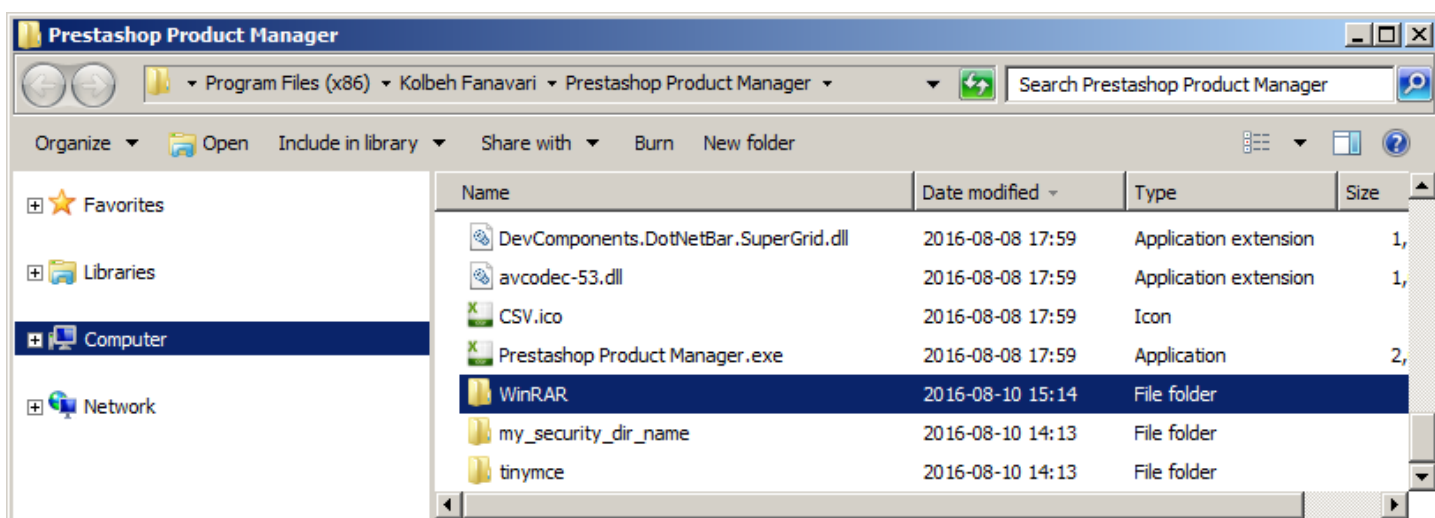 Prestashop Product Manager
Program Files (x86) Kolbeh Fanavari Prestashop Product Manager Search Prestashop Product Manager
Organize Open Include in library Share with Burn New folder
Favorites
Libraries
Computer
Network
Name Date modified Type Size
DevComponents.DotNetBar.SuperGrid.dll 2016-08-08 17:59 Application extension 1,
avcodec-53.dll 2016-08-08 17:59 Application extension 1,
CSV.ico 2016-08-08 17:59 Icon
Prestashop Product Manager.exe 2016-08-08 17:59 Application 2,
WinRAR 2016-08-10 15:14 File folder
my_security_dir_name 2016-08-10 14:13 File folder
tinymce 2016-08-10 14:13 File folder